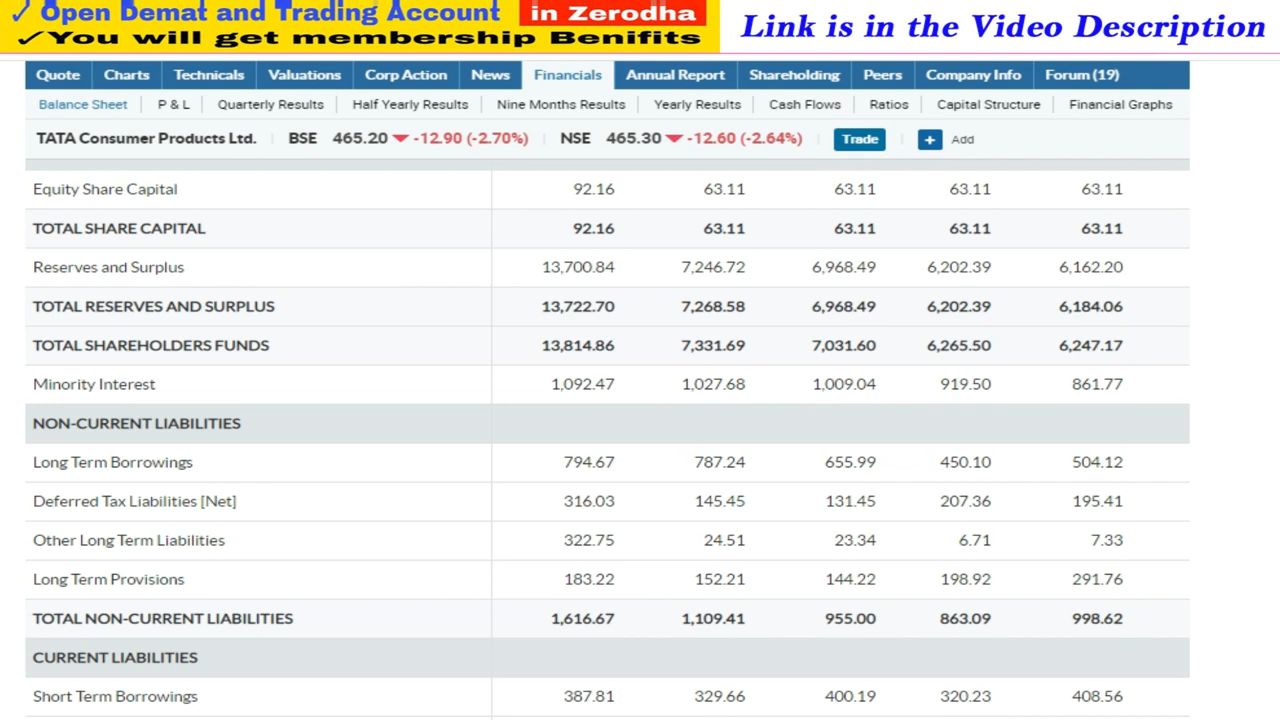 ✓ Open Demat and Trading Account in Zerodha
✓You will get membership Benifits
Link is in the Video Description
Quote Charts Technicals Valuations Corp Action News Financials Annual Report Shareholding Peers Company Info Forum (19)
Balance Sheet P & L Quarterly Results Half Yearly Results Nine Months Results Yearly Results Cash Flows Ratios Capital Structure Financial Graphs
TATA Consumer Products Ltd. BSE 465.20 -12.90 (-2.70%) NSE 465.30 -12.60 (-2.64%) Trade + Add
Equity Share Capital 92.16 63.11 63.11 63.11 63.11
TOTAL SHARE CAPITAL 92.16 63.11 63.11 63.11 63.11
Reserves and Surplus 13,700.84 7,246.72 6,968.49 6,202.39 6,162.20
TOTAL RESERVES AND SURPLUS 13,722.70 7,268.58 6,968.49 6,202.39 6,184.06
TOTAL SHAREHOLDERS FUNDS 13,814.86 7,331.69 7,031.60 6,265.50 6,247.17
Minority Interest 1,092.47 1,027.68 1,009.04 919.50 861.77
NON-CURRENT LIABILITIES
Long Term Borrowings 794.67 787.24 655.99 450.10 504.12
Deferred Tax Liabilities [Net] 316.03 145.45 131.45 207.36 195.41
Other Long Term Liabilities 322.75 24.51 23.34 6.71 7.33
Long Term Provisions 183.22 152.21 144.22 198.92 291.76
TOTAL NON-CURRENT LIABILITIES 1,616.67 1,109.41 955.00 863.09 998.62
CURRENT LIABILITIES
Short Term Borrowings 387.81 329.66 400.19 320.23 408.56